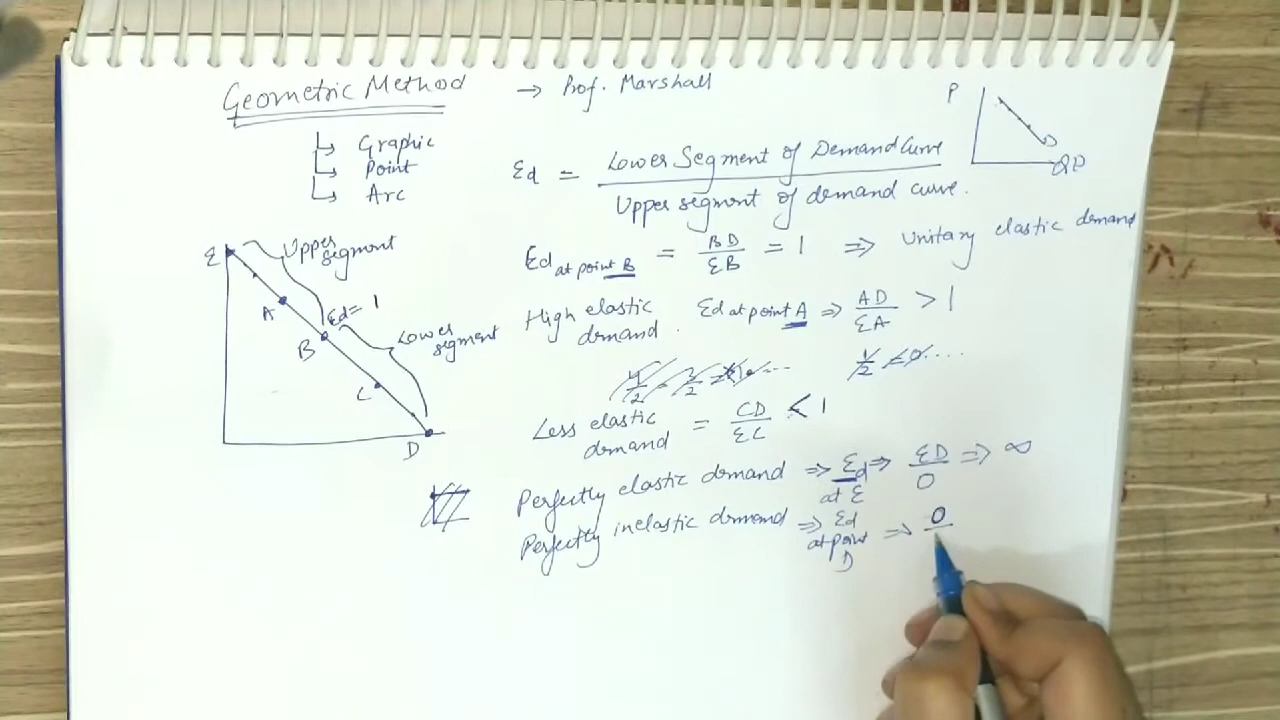 Geometric Method → Prof. Marshall
↳ Graphic
↳ Point
↳ Arc
P
D
QD
Ed = Lower Segment of Demand Curve
Upper segment of demand curve.
E
Upper segment
A
Ed = 1
B
Lower segment
C
D
Ed at point B = BD/EB = 1 ⇒ Unitary elastic demand
High elastic demand. Ed at point A ⇒ AD/EA > 1
Less elastic demand = CD/EC < 1
Perfectly elastic demand ⇒ Ed at E ⇒ ED/0 ⇒ ∞
Perfectly inelastic demand ⇒ Ed at point D ⇒ 0